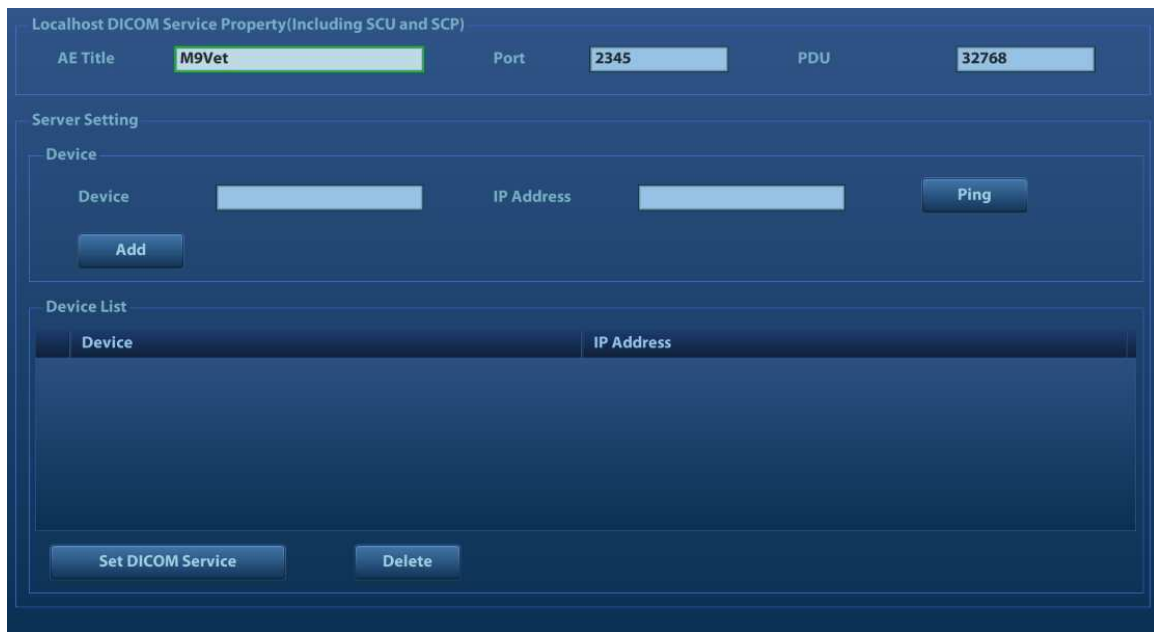 Localhost DICOM Service Property(Including SCU and SCP)
AE Title M9Vet Port 2345 PDU 32768
Server Setting
Device
Device IP Address Ping
Add
Device List
Device IP Address
Set DICOM Service Delete